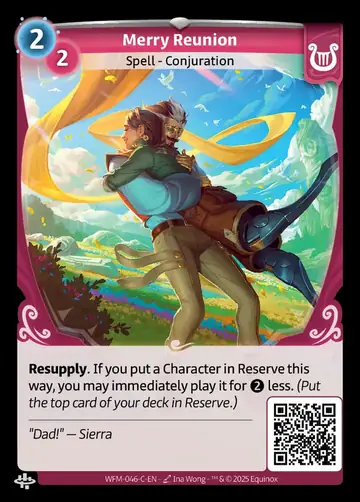 2
2
Merry Reunion
Spell - Conjuration
Resupply. If you put a Character in Reserve this
way, you may immediately play it for 2 less. (Put
the top card of your deck in Reserve.)
"Dad!" — Sierra
WFM-046-C-EN - Ina Wong - ™ & © 2025 Equinox